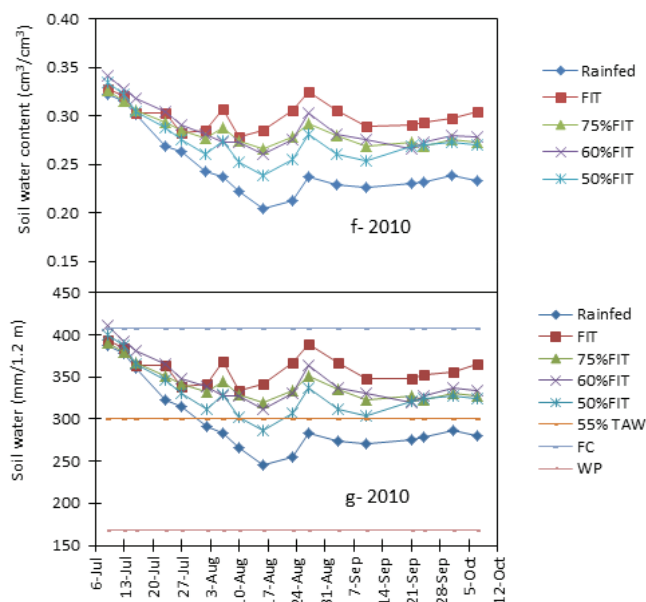 Soil water content (cm³/cm³)
0.40
0.35
0.30
0.25
0.20
0.15
f- 2010
Rainfed
FIT
75%FIT
60%FIT
50%FIT
Soil water (mm/1.2 m)
450
400
350
300
250
200
150
g- 2010
Rainfed
FIT
75%FIT
60%FIT
50%FIT
55% TAW
FC
WP
6-Jul
13-Jul
20-Jul
27-Jul
3-Aug
10-Aug
17-Aug
24-Aug
31-Aug
7-Sep
14-Sep
21-Sep
28-Sep
5-Oct
12-Oct